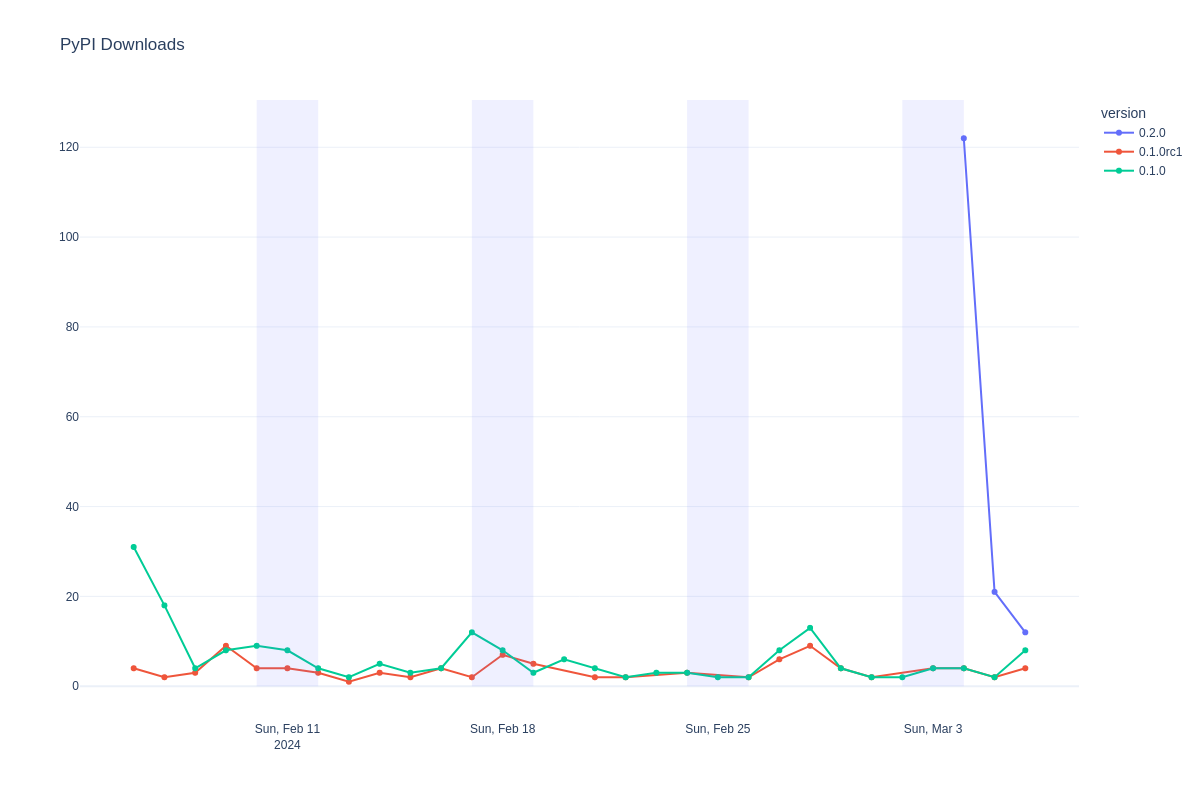 PyPI Downloads
version
0.2.0
0.1.0rc1
0.1.0
120
100
80
60
40
20
0
Sun, Feb 11
2024
Sun, Feb 18
Sun, Feb 25
Sun, Mar 3